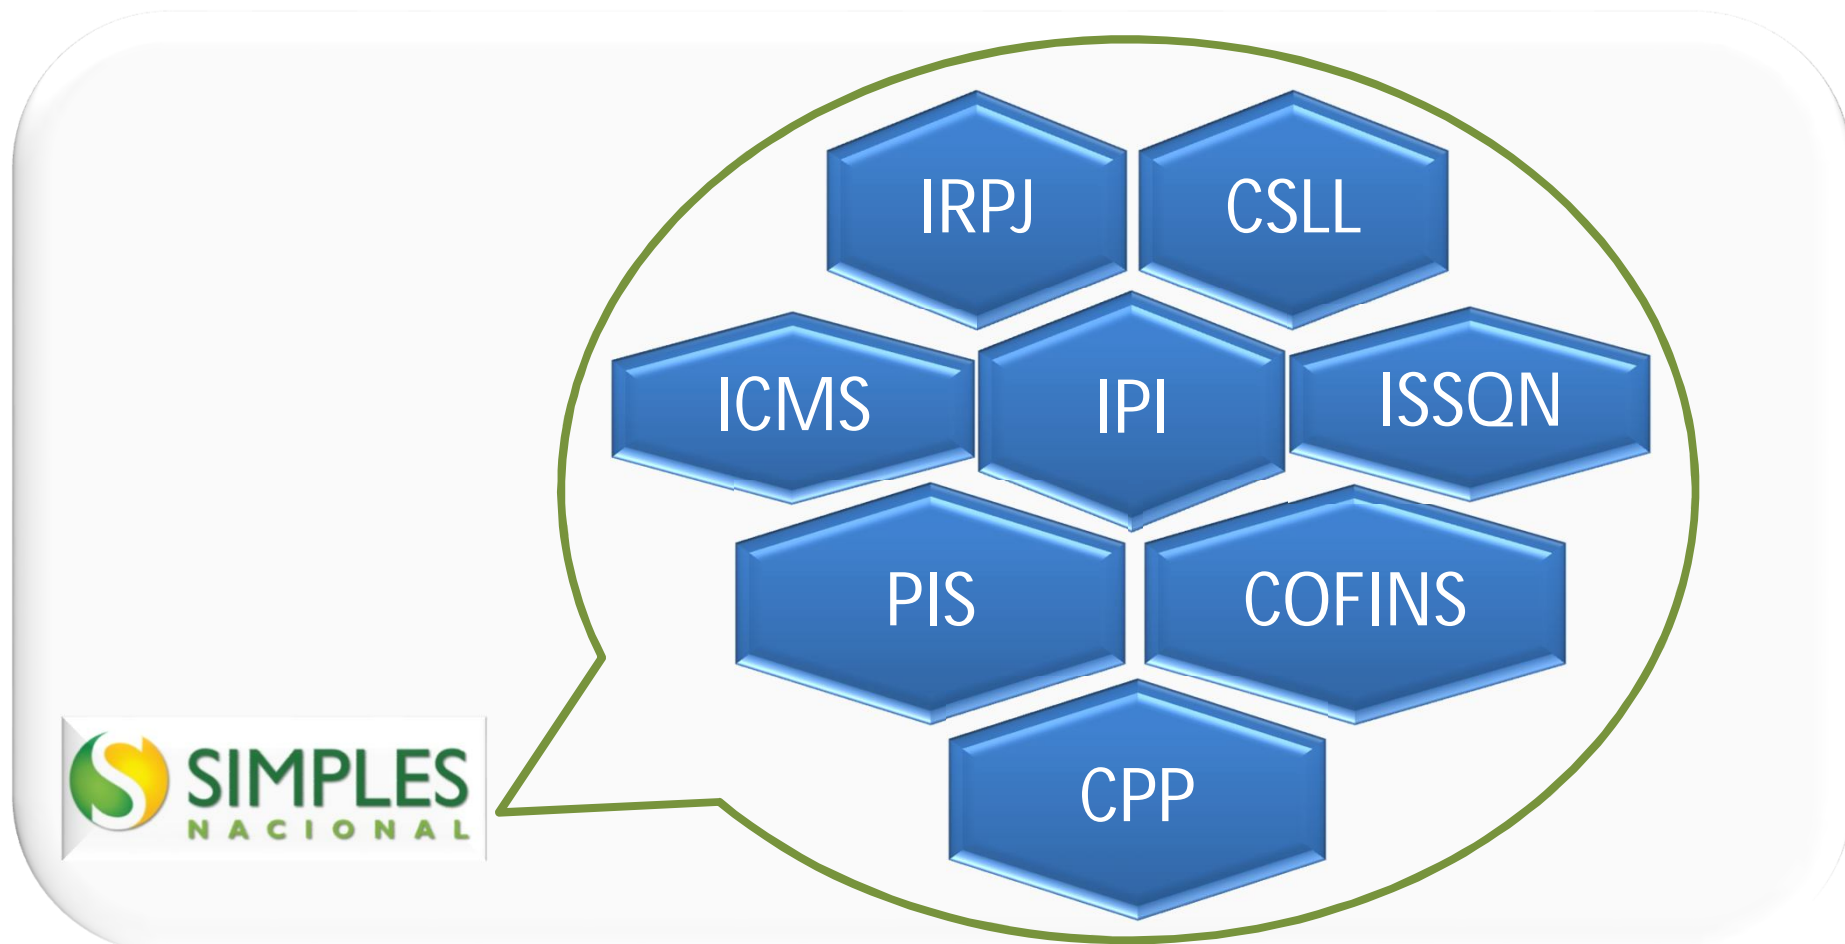 IRPJ
CSLL
ICMS
IPI
ISSQN
PIS
COFINS
CPP
SIMPLES
NACIONAL